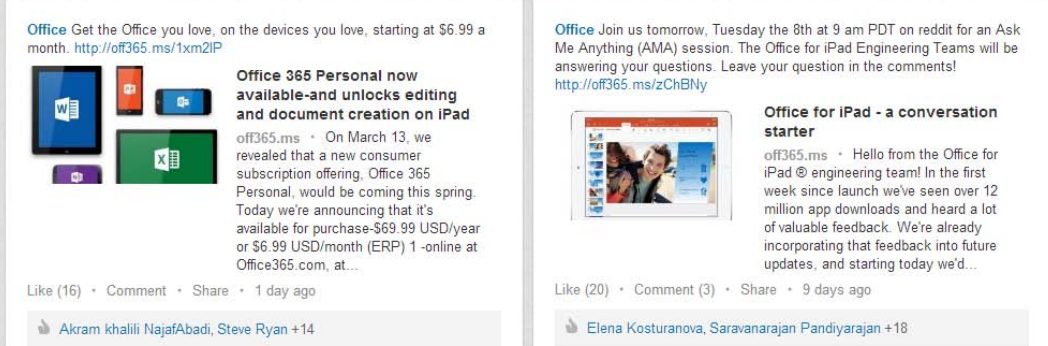 Office Get the Office you love, on the devices you love, starting at $6.99 a
month. http://off365.ms/1xm2lP
Office 365 Personal now
available-and unlocks editing
and document creation on iPad
off365.ms • On March 13, we
revealed that a new consumer
subscription offering, Office 365
Personal, would be coming this spring.
Today we're announcing that it's
available for purchase-$69.99 USD/year
or $6.99 USD/month (ERP) 1 -online at
Office365.com, at...
Like (16) • Comment • Share • 1 day ago
Akram khalili NajafAbadi, Steve Ryan +14
Office Join us tomorrow, Tuesday the 8th at 9 am PDT on reddit for an Ask
Me Anything (AMA) session. The Office for iPad Engineering Teams will be
answering your questions. Leave your question in the comments!
http://off365.ms/zChBNy
Office for iPad - a conversation
starter
off365.ms • Hello from the Office for
iPad ® engineering team! In the first
week since launch we've seen over 12
million app downloads and heard a lot
of valuable feedback. We're already
incorporating that feedback into future
updates, and starting today we'd...
Like (20) • Comment (3) • Share • 9 days ago
Elena Kosturanova, Saravanarajan Pandiyarajan +18